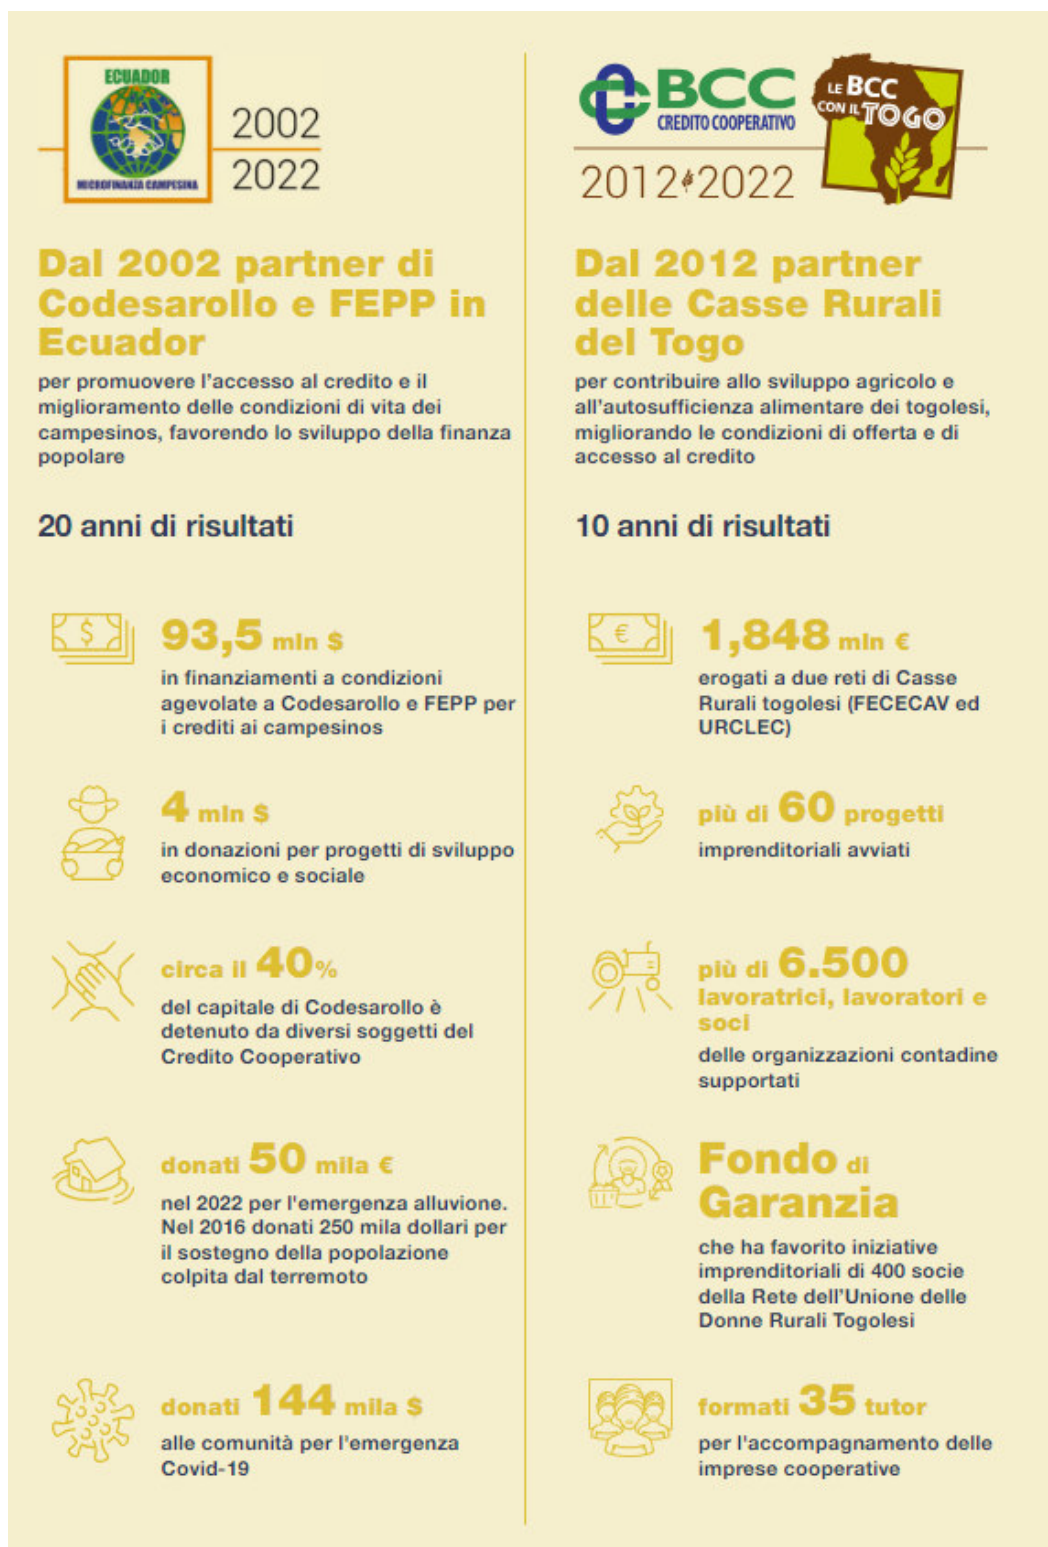 ECUADOR
MICROFINANZA CAMPESINA
2002
2022
Dal 2002 partner di
Codesarollo e FEPP in
Ecuador
per promuovere l'accesso al credito e il
miglioramento delle condizioni di vita dei
campesinos, favorendo lo sviluppo della finanza
popolare
20 anni di risultati
$
93,5 mln $
in finanziamenti a condizioni
agevolate a Codesarollo e FEPP per
i crediti ai campesinos
4 mln $
in donazioni per progetti di sviluppo
economico e sociale
circa il 40%
del capitale di Codesarollo è
detenuto da diversi soggetti del
Credito Cooperativo
donati 50 mila €
nel 2022 per l'emergenza alluvione.
Nel 2016 donati 250 mila dollari per
il sostegno della popolazione
colpita dal terremoto
donati 144 mila $
alle comunità per l'emergenza
Covid-19
BCC
CREDITO COOPERATIVO
LE BCC
CON IL TOGO
2012 2022
Dal 2012 partner
delle Casse Rurali
del Togo
per contribuire allo sviluppo agricolo e
all'autosufficienza alimentare dei togolesi,
migliorando le condizioni di offerta e di
accesso al credito
10 anni di risultati
€
1,848 mln €
erogati a due reti di Casse
Rurali togolesi (FECECAV ed
URCLEC)
più di 60 progetti
imprenditoriali avviati
più di 6.500
lavoratrici, lavoratori e
soci
delle organizzazioni contadine
supportati
Fondo di
Garanzia
che ha favorito iniziative
imprenditoriali di 400 socie
della Rete dell'Unione delle
Donne Rurali Togolesi
formati 35 tutor
per l'accompagnamento delle
imprese cooperative